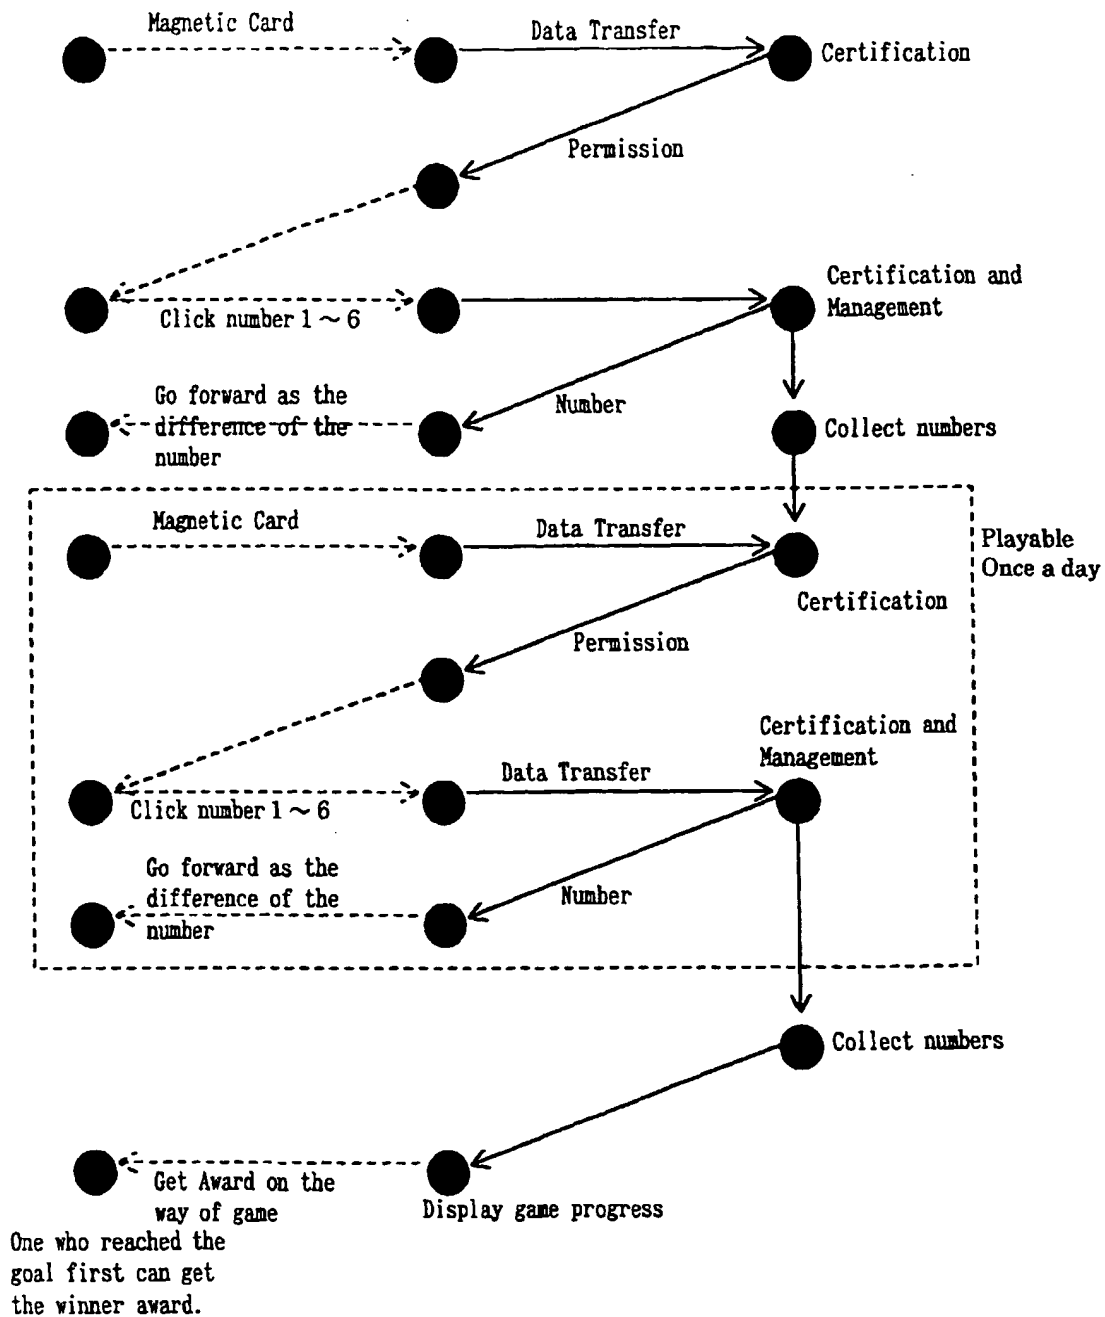 Magnetic Card
Data Transfer
Certification
Permission
Certification and
Management
Click number 1 ~ 6
Go forward as the
difference of the
number
Number
Collect numbers
Magnetic Card
Data Transfer
Playable
Once a day
Certification
Permission
Certification and
Management
Data Transfer
Click number 1 ~ 6
Go forward as the
difference of the
number
Number
Collect numbers
Get Award on the
way of game
Display game progress
One who reached the
goal first can get
the winner award.